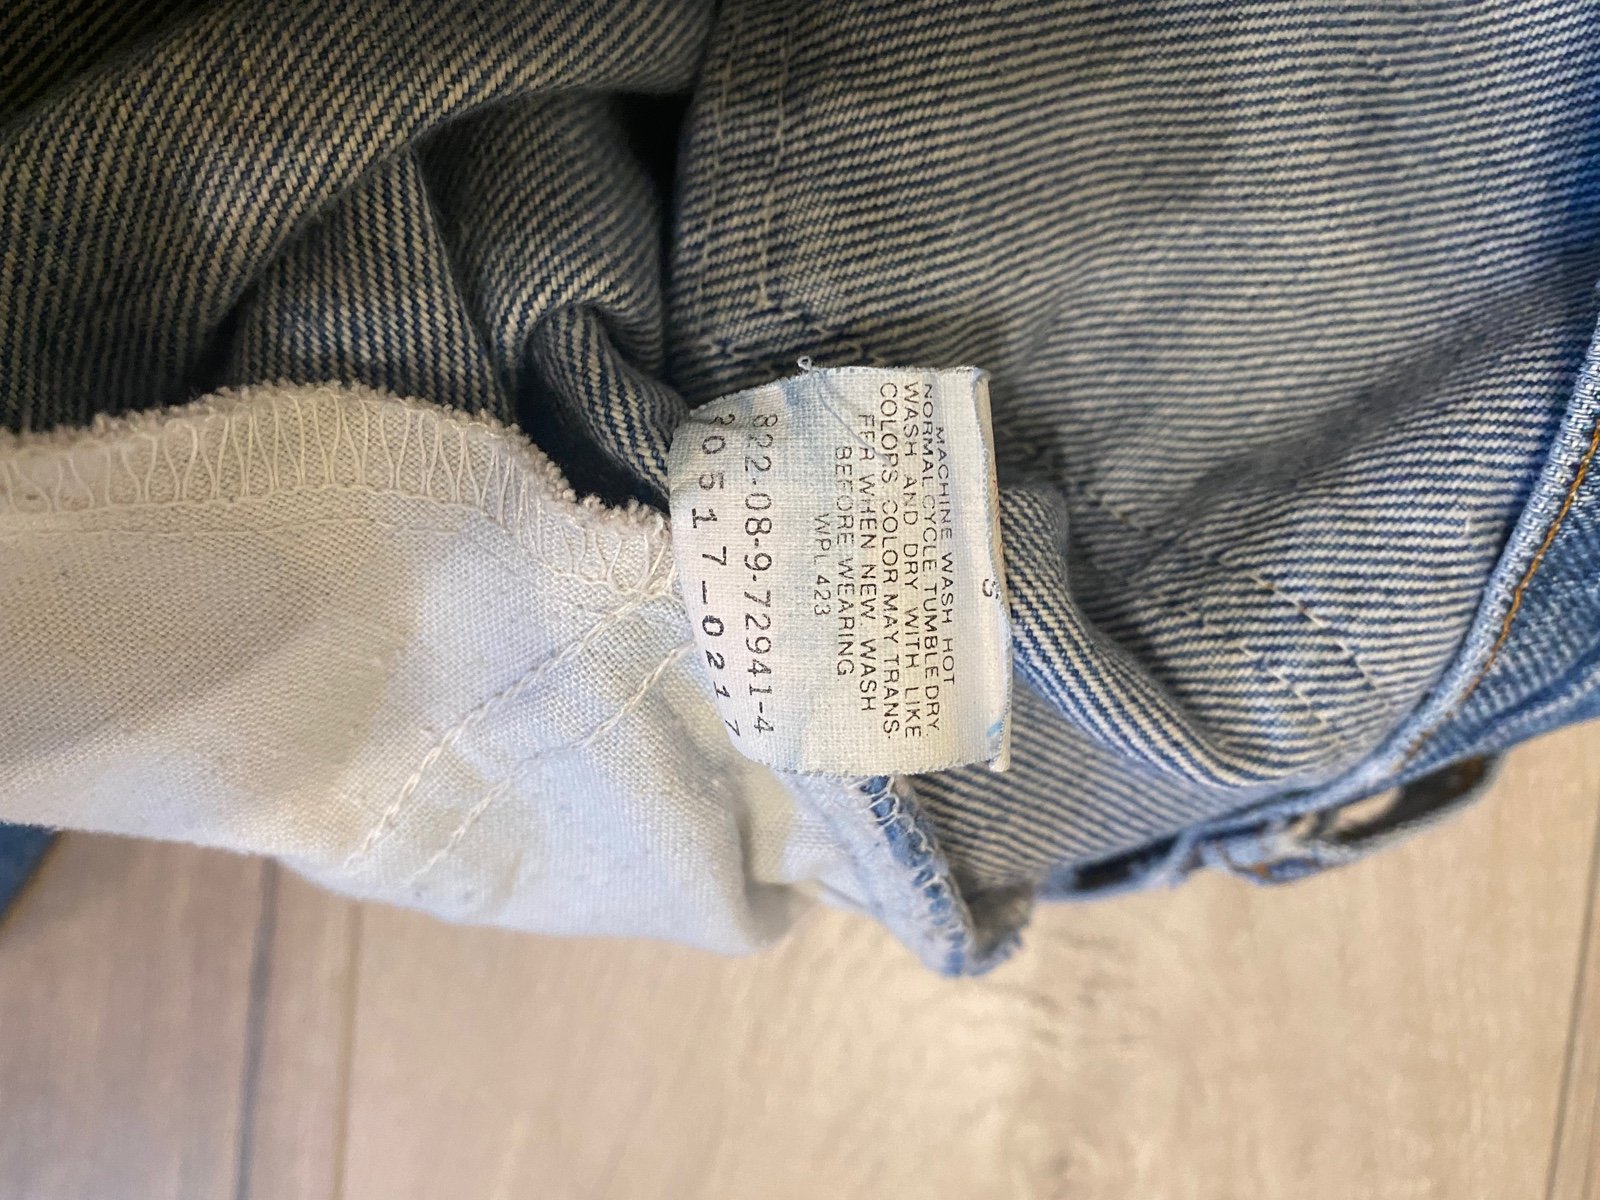 MACHINE WASH HOT
NORMAL CYCLE, TUMBLE DRY.
WASH AND DRY WITH LIKE
COLORS. COLOR MAY TRANS-
FER WHEN NEW. WASH
BEFORE WEARING
WPL 423
822-08-9-72941-4
30517-0217